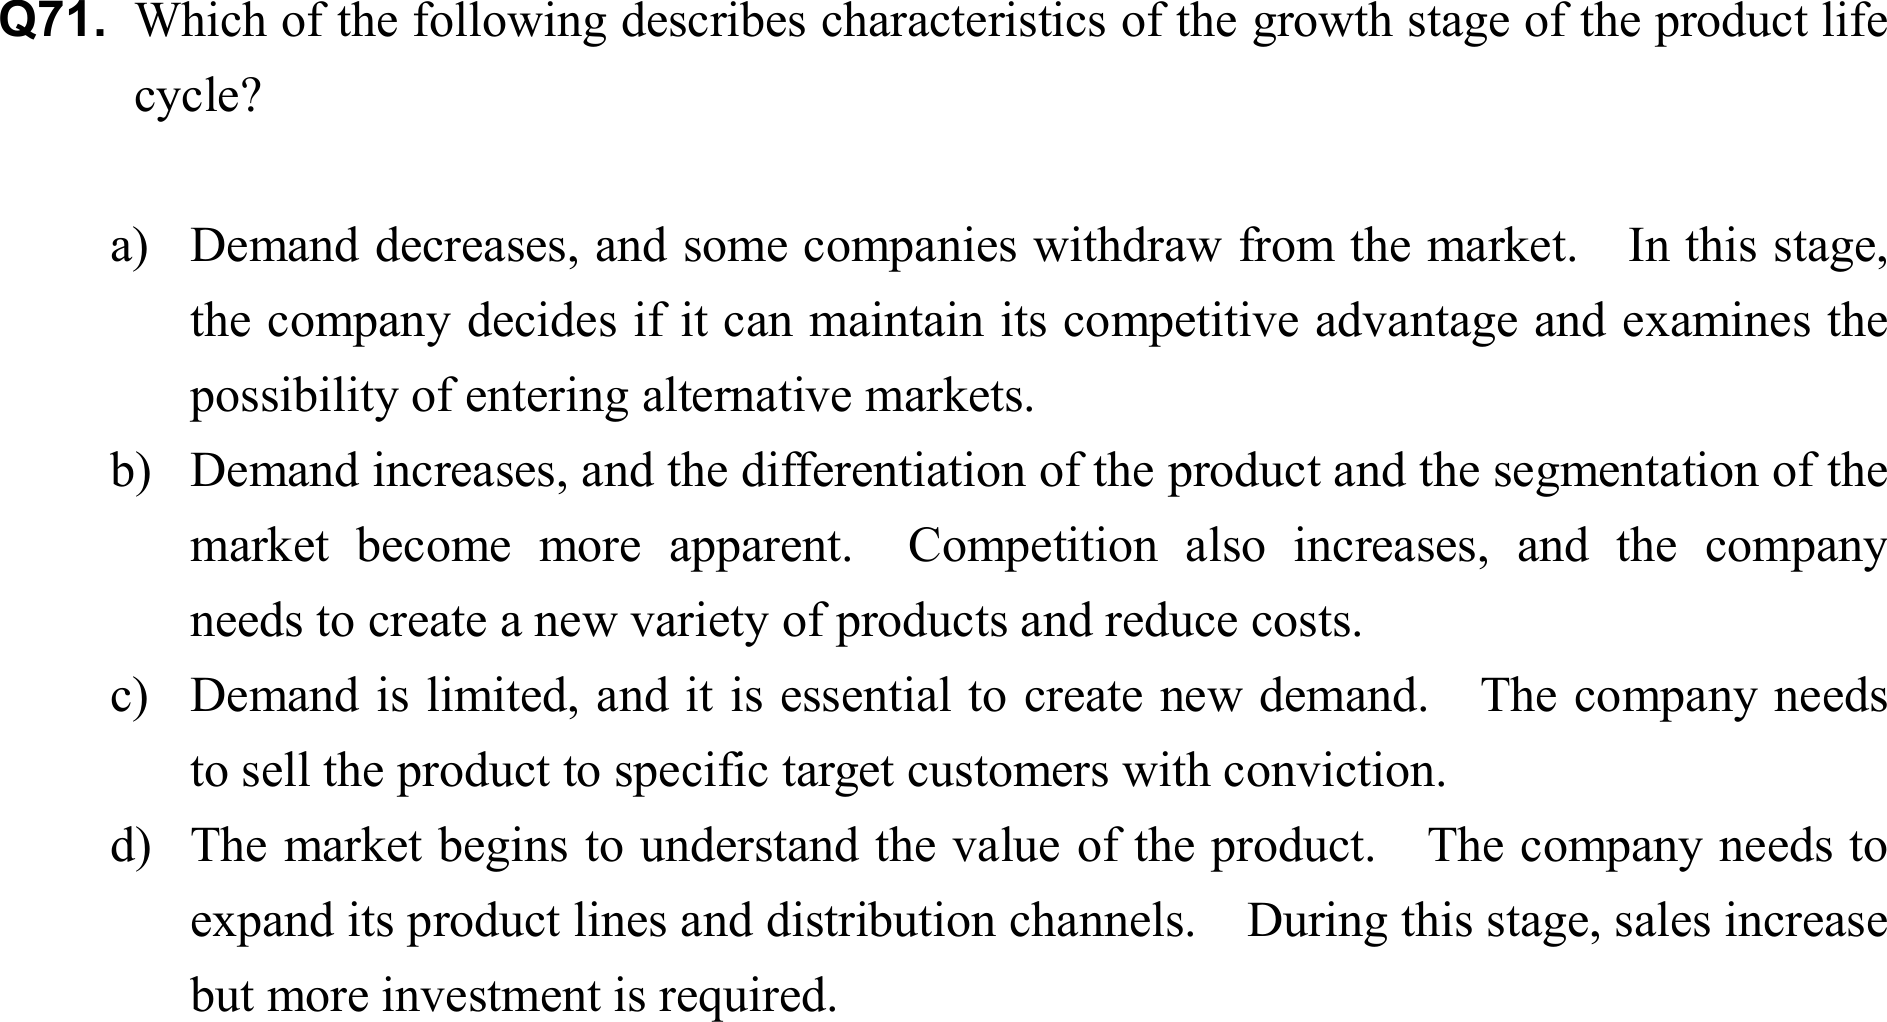 Q71. Which of the following describes characteristics of the growth stage of the product life
cycle?
a) Demand decreases, and some companies withdraw from the market. In this stage,
the company decides if it can maintain its competitive advantage and examines the
possibility of entering alternative markets.
b) Demand increases, and the differentiation of the product and the segmentation of the
market become more apparent. Competition also increases, and the company
needs to create a new variety of products and reduce costs.
c) Demand is limited, and it is essential to create new demand. The company needs
to sell the product to specific target customers with conviction.
d) The market begins to understand the value of the product. The company needs to
expand its product lines and distribution channels. During this stage, sales increase
but more investment is required.